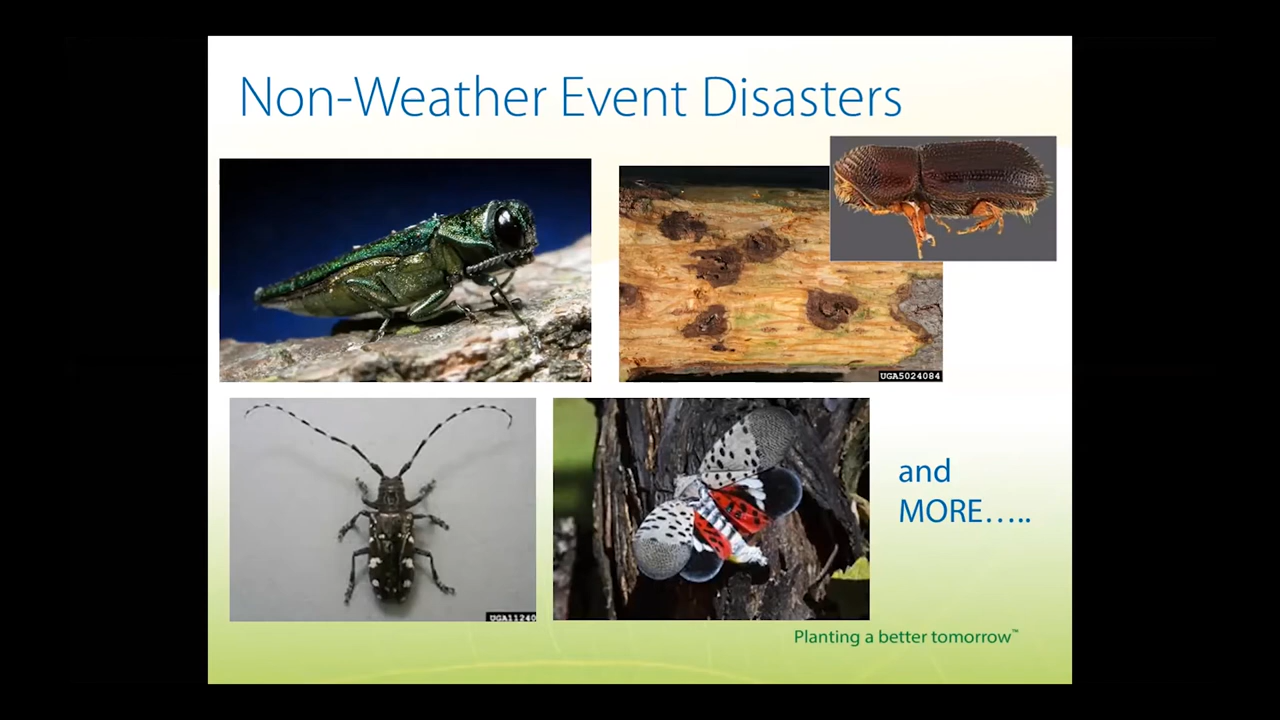 Non-Weather Event Disasters
UGA5024084
UGA11240
and
MORE.....
Planting a better tomorrow™